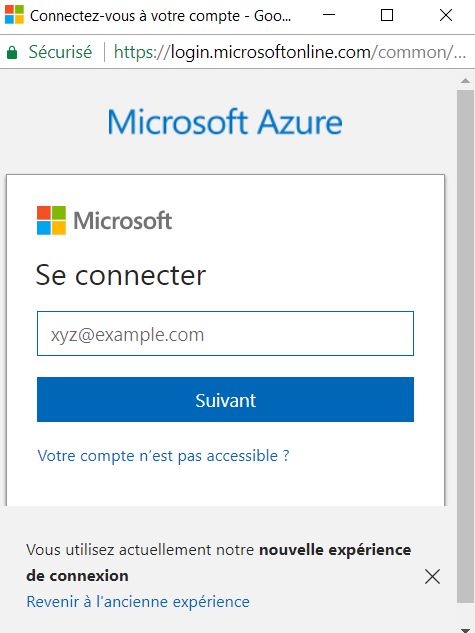 Connectez-vous à votre compte - Goo...
Sécurisé | https://login.microsoftonline.com/common/...
Microsoft Azure
Microsoft
Se connecter
xyz@example.com
Suivant
Votre compte n’est pas accessible ?
Vous utilisez actuellement notre nouvelle expérience
de connexion
Revenir à l'ancienne expérience